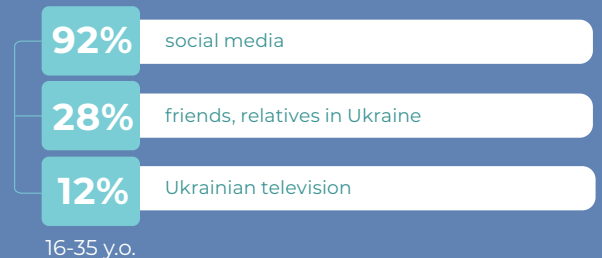 92% social media
28% friends, relatives in Ukraine
12% Ukrainian television
16-35 y.o.